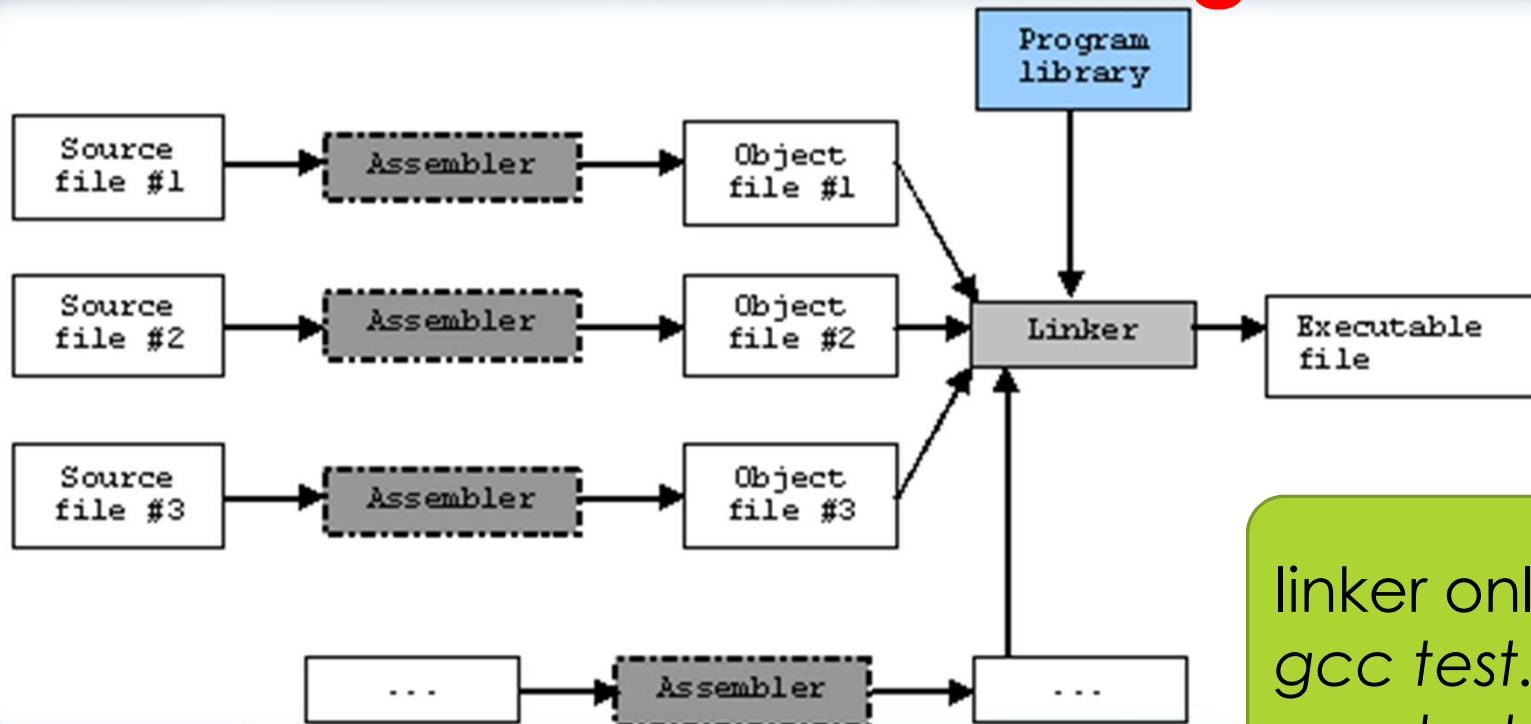 Program
library
Source
file #1
Assembler
Object
file #1
Source
file #2
Assembler
Object
file #2
Linker
Executable
file
Source
file #3
Assembler
Object
file #3
...
Assembler
...
linker
gcc test.